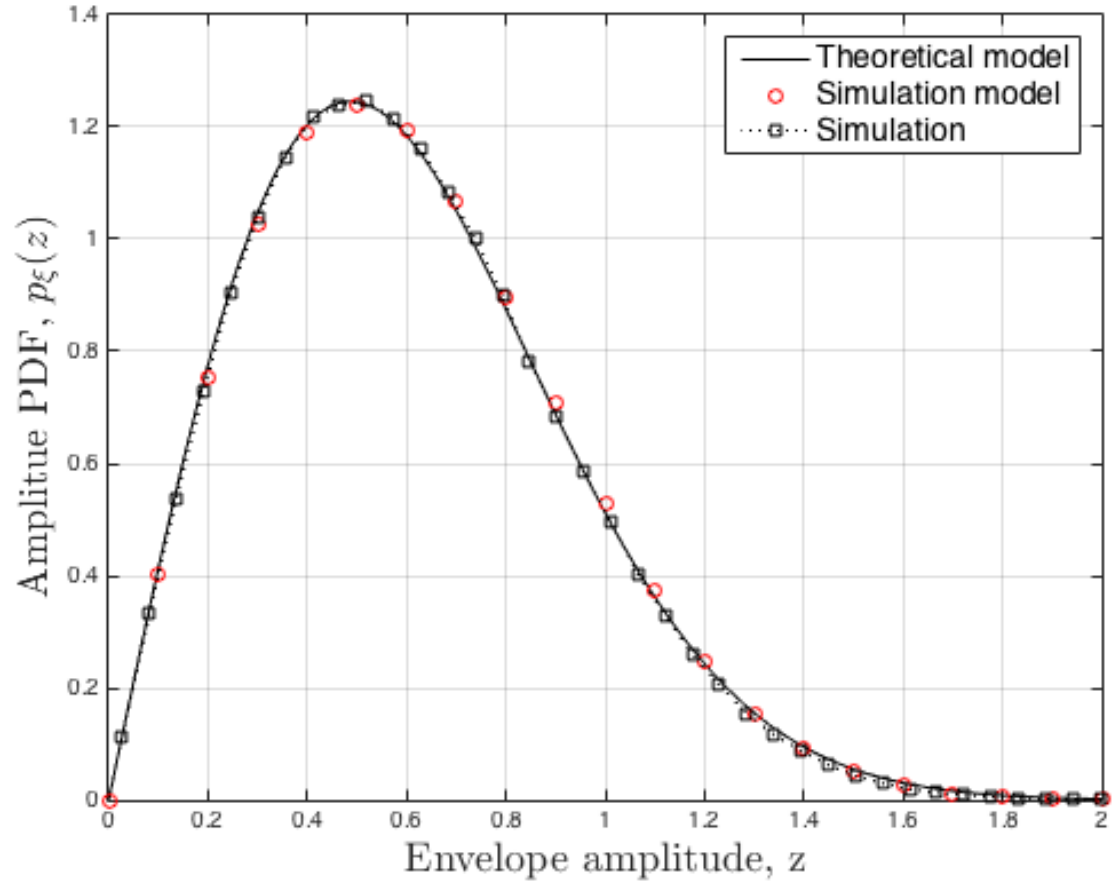 1.4
1.2
1
0.8
0.6
0.4
0.2
0
Amplitue PDF, $p_\xi(z)$
Theoretical model
Simulation model
Simulation
0 0.2 0.4 0.6 0.8 1 1.2 1.4 1.6 1.8 2
Envelope amplitude, z